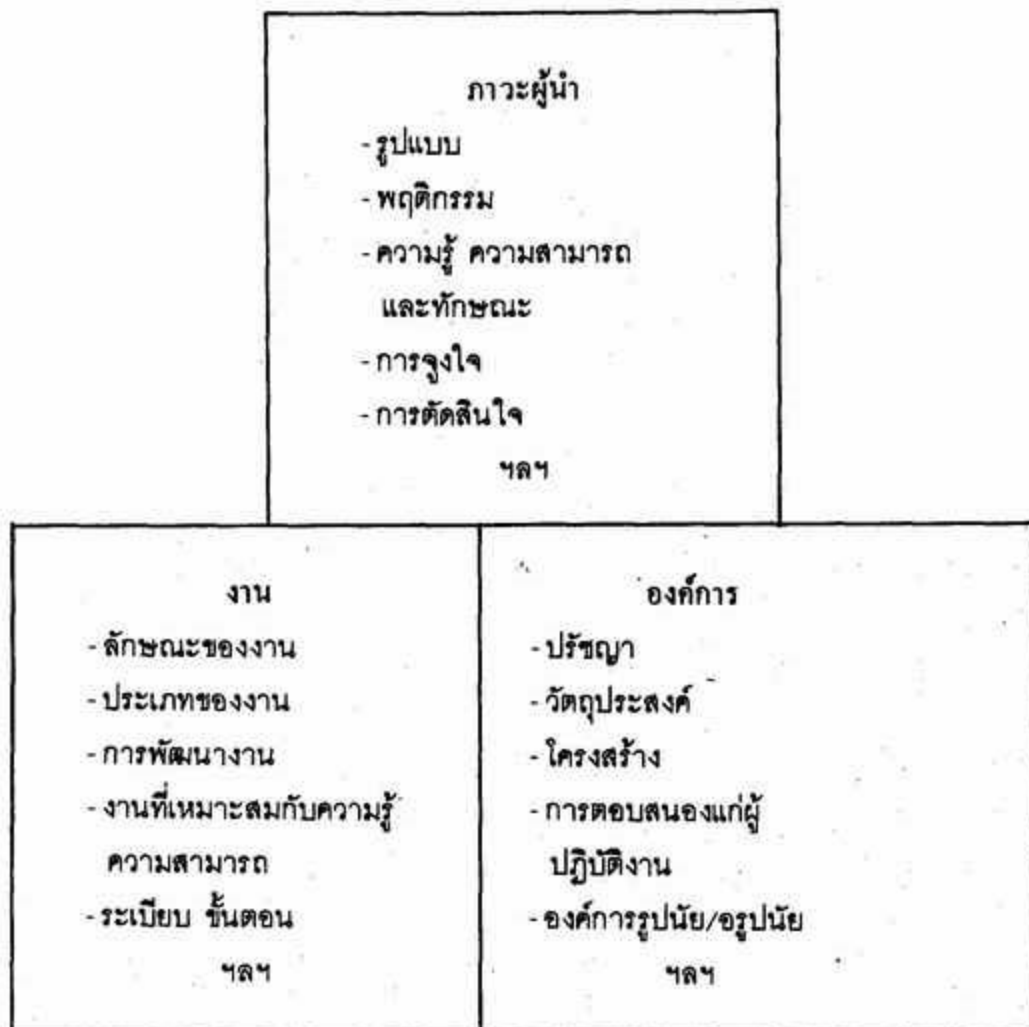 ภาวะผู้นำ
-รูปแบบ
-พฤติกรรม
-ความรู้ ความสามารถ
และทักษณะ
-การจูงใจ
-การตัดสินใจ
ฯลฯ
งาน
-ลักษณะของงาน
-ประเภทของงาน
-การพัฒนางาน
-งานที่เหมาะสมกับความรู้
ความสามารถ
-ระเบียบ ขั้นตอน
ฯลฯ
องค์การ
-ปรัชญา
-วัตถุประสงค์
-โครงสร้าง
-การตอบสนองแก่ผู้
ปฏิบัติงาน
-องค์การรูปนัย/อรูปนัย
ฯลฯ